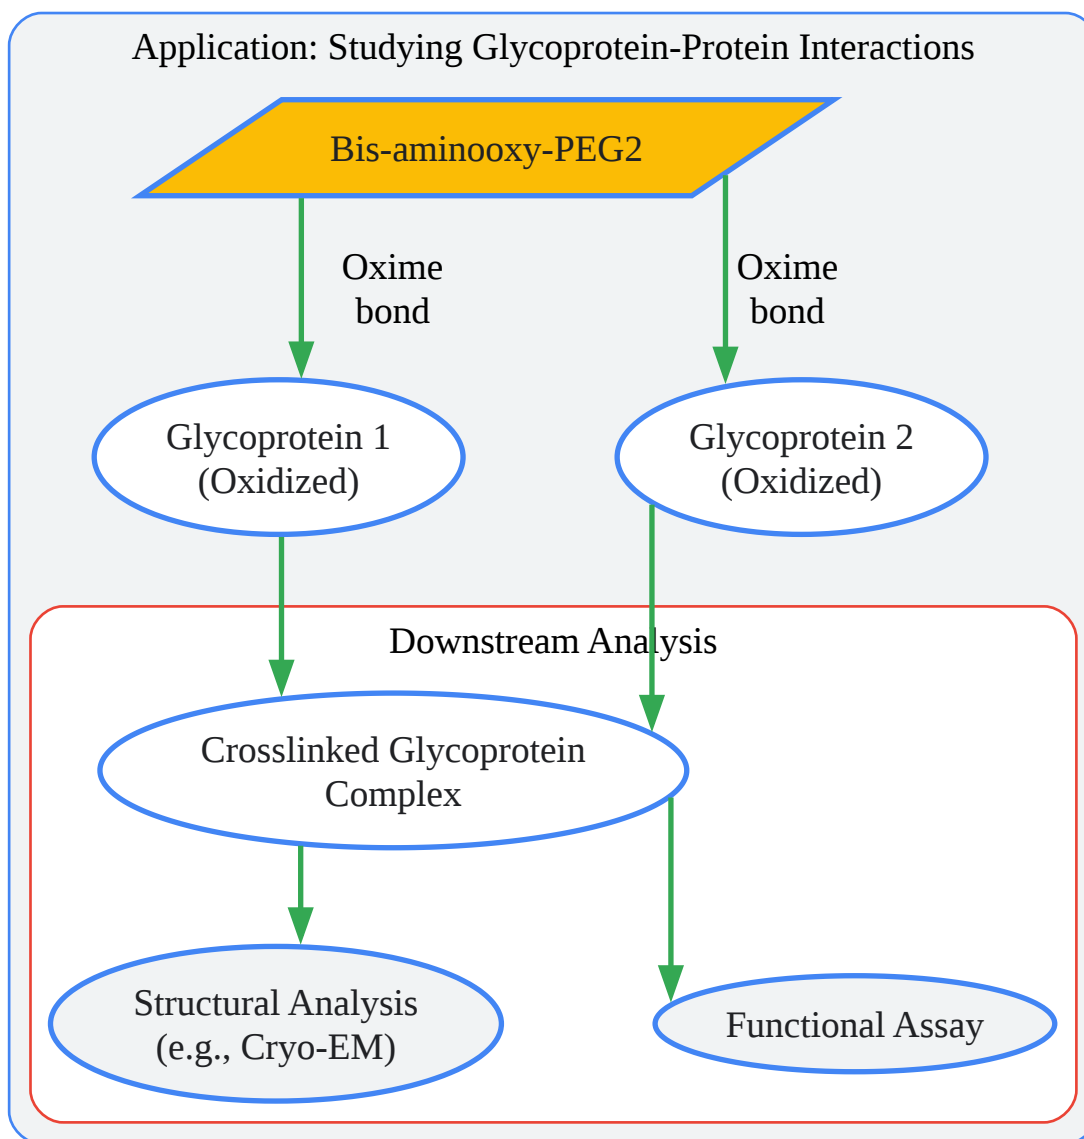 Application: Studying Glycoprotein-Protein Interactions
Bis-aminooxy-PEG2
Oxime
bond
Oxime
bond
Glycoprotein 1
(Oxidized)
Glycoprotein 2
(Oxidized)
Downstream Analysis
Crosslinked Glycoprotein
Complex
Structural Analysis
(e.g., Cryo-EM)
Functional Assay